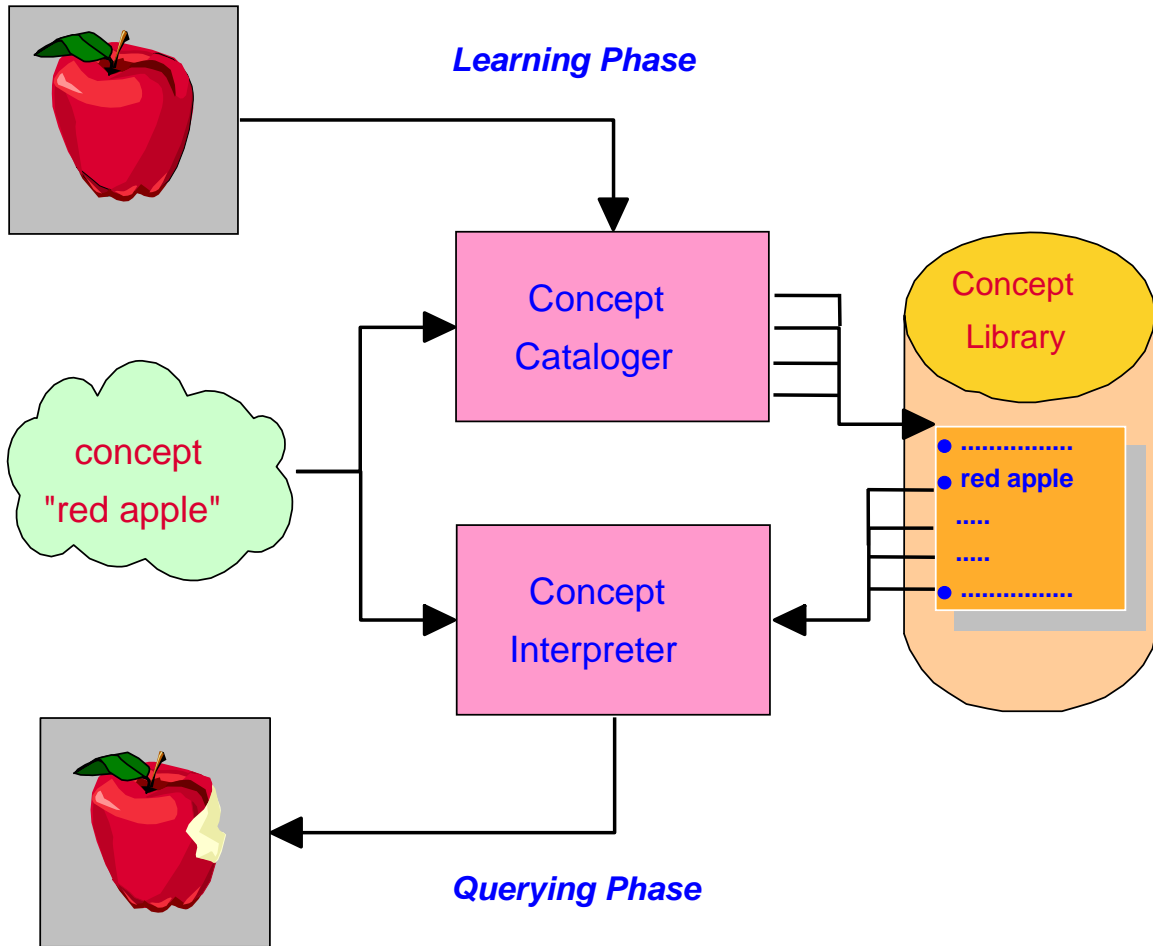 Learning Phase
Concept
Cataloger
Concept
Library
concept
"red apple"
● ................
● red apple
.....
.....
● ................
Concept
Interpreter
Querying Phase